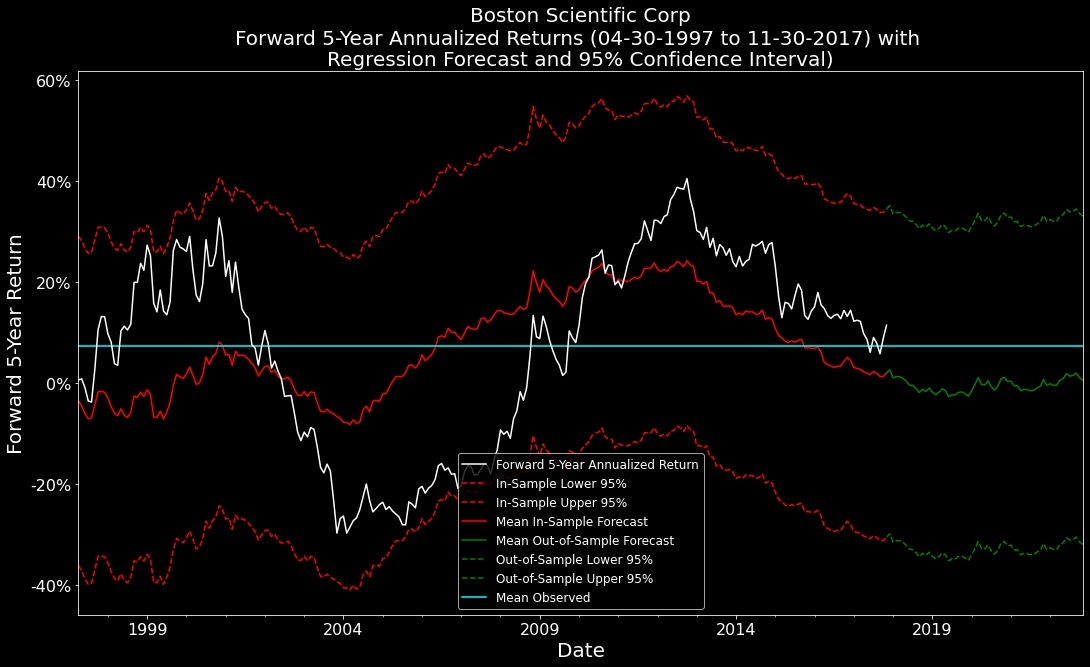 Boston Scientific Corp
Forward 5-Year Annualized Returns (04-30-1997 to 11-30-2017) with
Regression Forecast and 95% Confidence Interval)
Forward 5-Year Return
60%
40%
20%
0%
-20%
-40%
Forward 5-Year Annualized Return
In-Sample Lower 95%
In-Sample Upper 95%
Mean In-Sample Forecast
Mean Out-of-Sample Forecast
Out-of-Sample Lower 95%
Out-of-Sample Upper 95%
Mean Observed
1999 2004 2009 2014 2019
Date